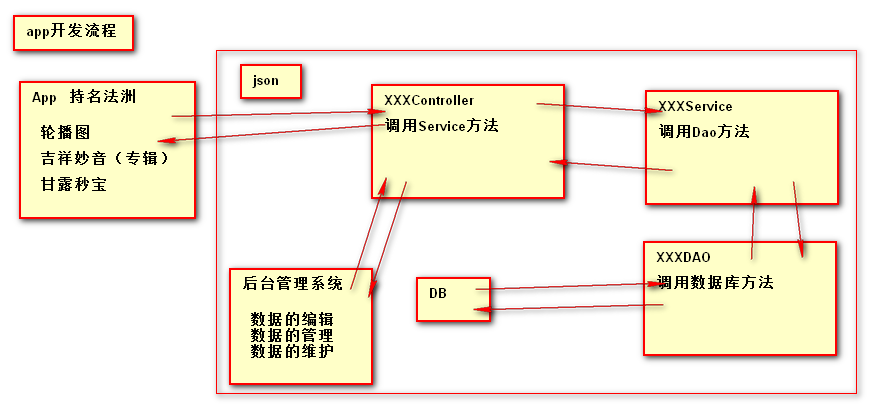 app开发流程
App 持名法洲
轮播图
吉祥妙音（专辑）
甘露秒宝
json
XXXController
调用Service方法
XXXService
调用Dao方法
后台管理系统
数据的编辑
数据的管理
数据的维护
DB
XXXDAO
调用数据库方法